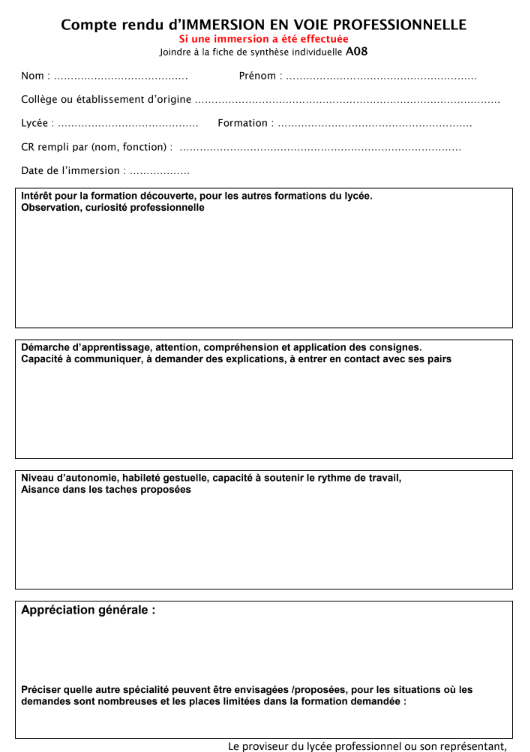 Compte rendu d'IMMERSION EN VOIE PROFESSIONNELLE
Si une immersion a été effectuée
Joindre à la fiche de synthèse individuelle A08
Nom : ………………………………… Prénom : ………………………………………………
Collège ou établissement d'origine ……………………………………………………………………………
Lycée : ………………………………… Formation : ………………………………………………
CR rempli par (nom, fonction) : ………………………………………………………………………
Date de l'immersion : ………………
Intérêt pour la formation découverte, pour les autres formations du lycée.
Observation, curiosité professionnelle
Démarche d'apprentissage, attention, compréhension et application des consignes.
Capacité à communiquer, à demander des explications, à entrer en contact avec ses pairs
Niveau d'autonomie, habileté gestuelle, capacité à soutenir le rythme de travail,
Aisance dans les taches proposées
Appréciation générale :
Préciser quelle autre spécialité peuvent être envisagées /proposées, pour les situations où les
demandes sont nombreuses et les places limitées dans la formation demandée :
Le proviseur du lycée professionnel ou son représentant,